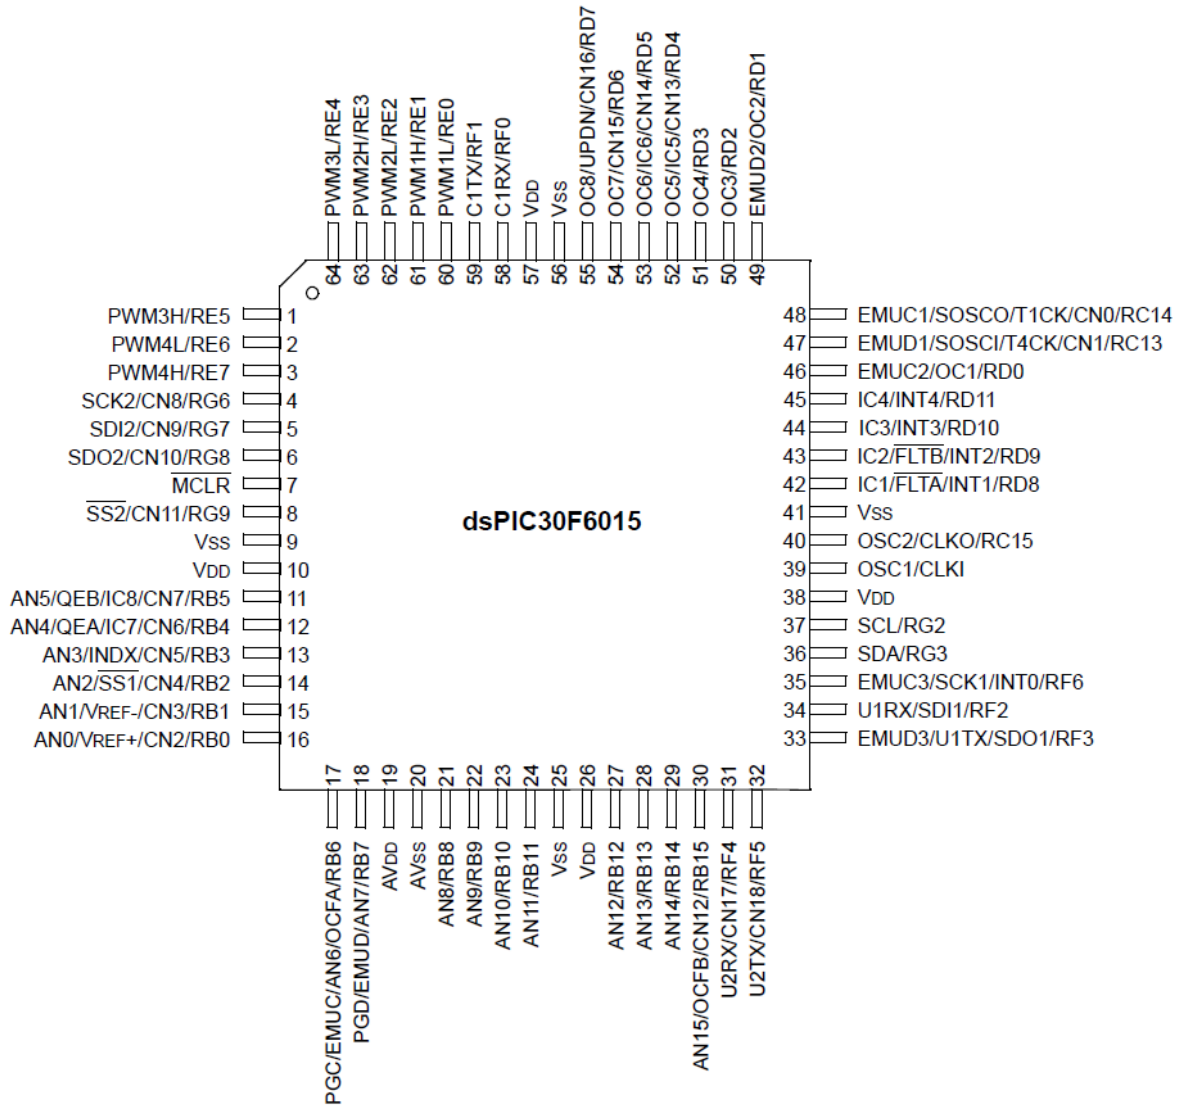 PWM3L/RE4
PWM2H/RE3
PWM2L/RE2
PWM1H/RE1
PWM1L/RE0
C1TX/RF1
C1RX/RF0
VDD
VSS
OC8/UPDN/CN16/RD7
OC7/CN15/RD6
OC6/IC6/CN14/RD5
OC5/IC5/CN13/RD4
OC4/RD3
OC3/RD2
EMUD2/OC2/RD1
64 63 62 61 60 59 58 57 56 55 54 53 52 51 50 49
PWM3H/RE5 1
PWM4L/RE6 2
PWM4H/RE7 3
SCK2/CN8/RG6 4
SDI2/CN9/RG7 5
SDO2/CN10/RG8 6
MCLR 7
SS2/CN11/RG9 8
VSS 9
VDD 10
AN5/QEB/IC8/CN7/RB5 11
AN4/QEA/IC7/CN6/RB4 12
AN3/INDX/CN5/RB3 13
AN2/SS1/CN4/RB2 14
AN1/VREF-/CN3/RB1 15
AN0/VREF+/CN2/RB0 16
dsPIC30F6015
48 EMUC1/SOSCO/T1CK/CN0/RC14
47 EMUD1/SOSCI/T4CK/CN1/RC13
46 EMUC2/OC1/RD0
45 IC4/INT4/RD11
44 IC3/INT3/RD10
43 IC2/FLTB/INT2/RD9
42 IC1/FLTA/INT1/RD8
41 VSS
40 OSC2/CLKO/RC15
39 OSC1/CLKI
38 VDD
37 SCL/RG2
36 SDA/RG3
35 EMUC3/SCK1/INT0/RF6
34 U1RX/SDI1/RF2
33 EMUD3/U1TX/SDO1/RF3
17 18 19 20 21 22 23 24 25 26 27 28 29 30 31 32
PGC/EMUC/AN6/OCFA/RB6
PGD/EMUD/AN7/RB7
AVDD
AVSS
AN8/RB8
AN9/RB9
AN10/RB10
AN11/RB11
VSS
VDD
AN12/RB12
AN13/RB13
AN14/RB14
AN15/OCFB/CN12/RB15
U2RX/CN17/RF4
U2TX/CN18/RF5